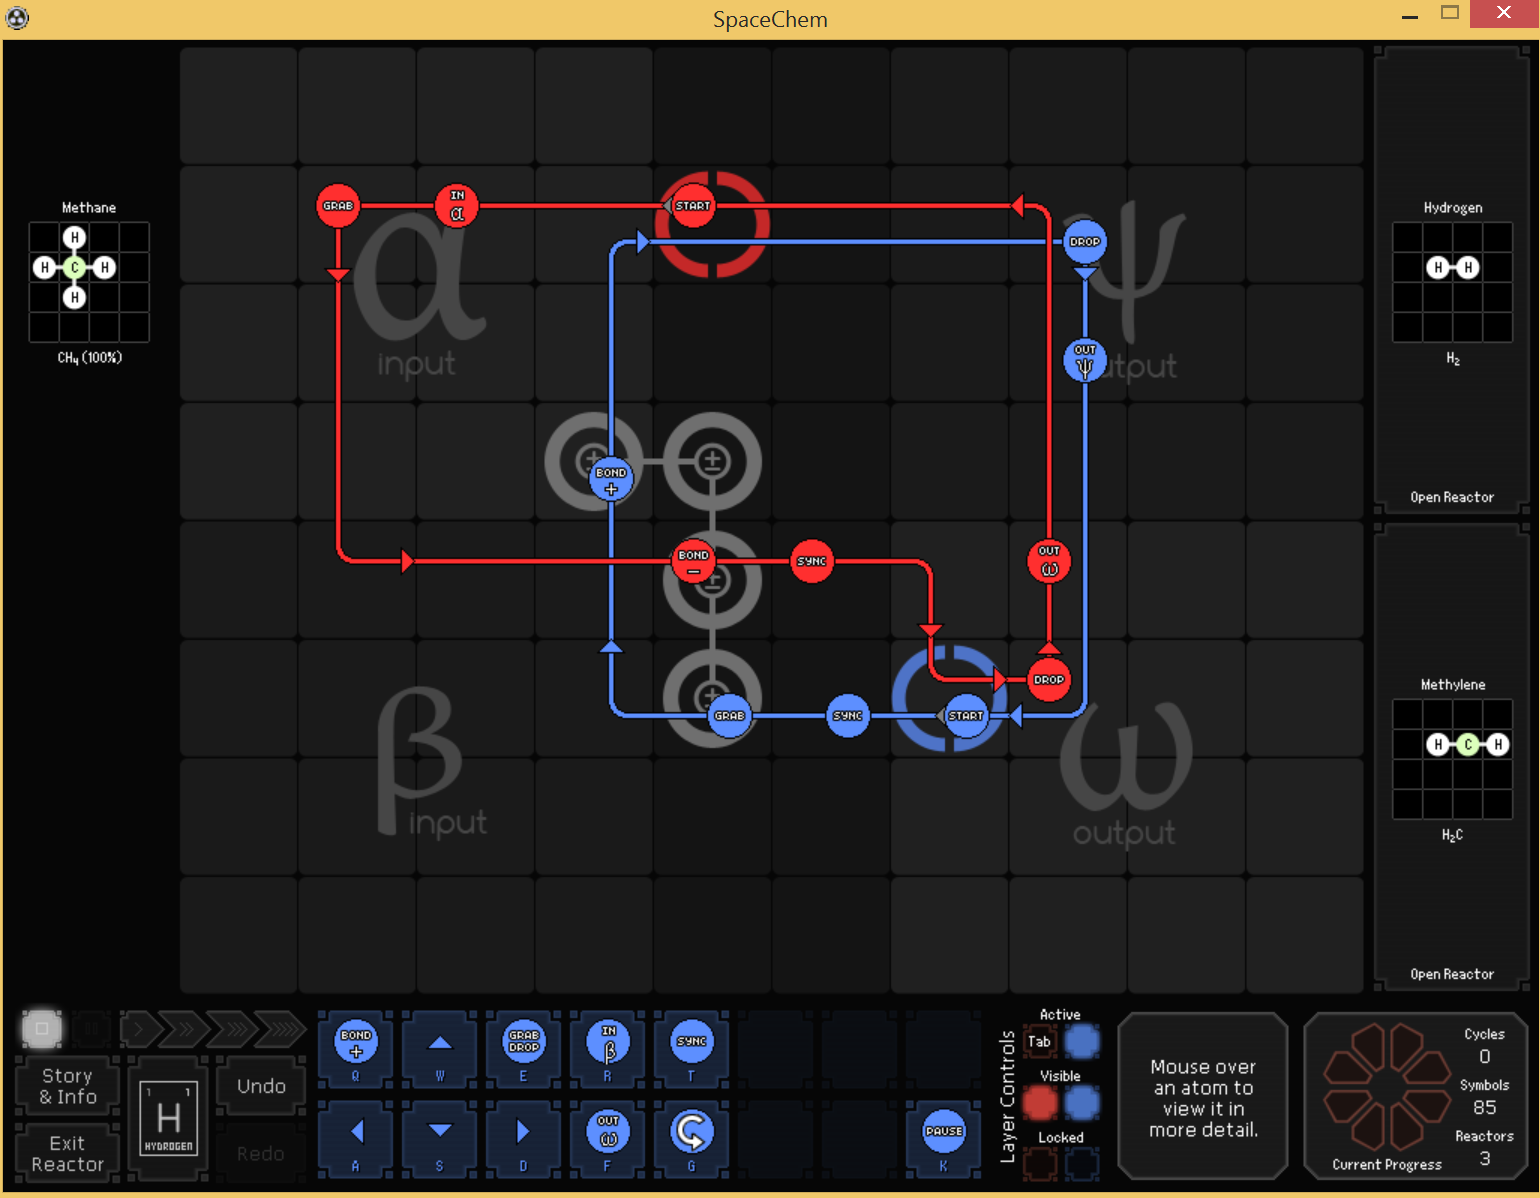 SpaceChem
Methane
H
H C H
H
CH₄ (100%)
GRAB
IN
α
START
DROP
α
input
ψ
output
OUT
ψ
BOND
+
±
±
BOND
−
±
SYNC
OUT
ω
DROP
GRAB
SYNC
START
β
input
ω
output
Hydrogen
H H
H₂
Open Reactor
Methylene
H C H
H₂C
Open Reactor
Story
& Info
Undo
Exit
Reactor
Redo
1 1
H
HYDROGEN
BOND
+
Q
W
GRAB
DROP
E
IN
β
R
SYNC
T
A
S
D
OUT
ω
F
G
PAUSE
K
Layer Controls
Active
Tab
Visible
Locked
Mouse over
an atom to
view it in
more detail.
Cycles
0
Symbols
85
Reactors
3
Current Progress